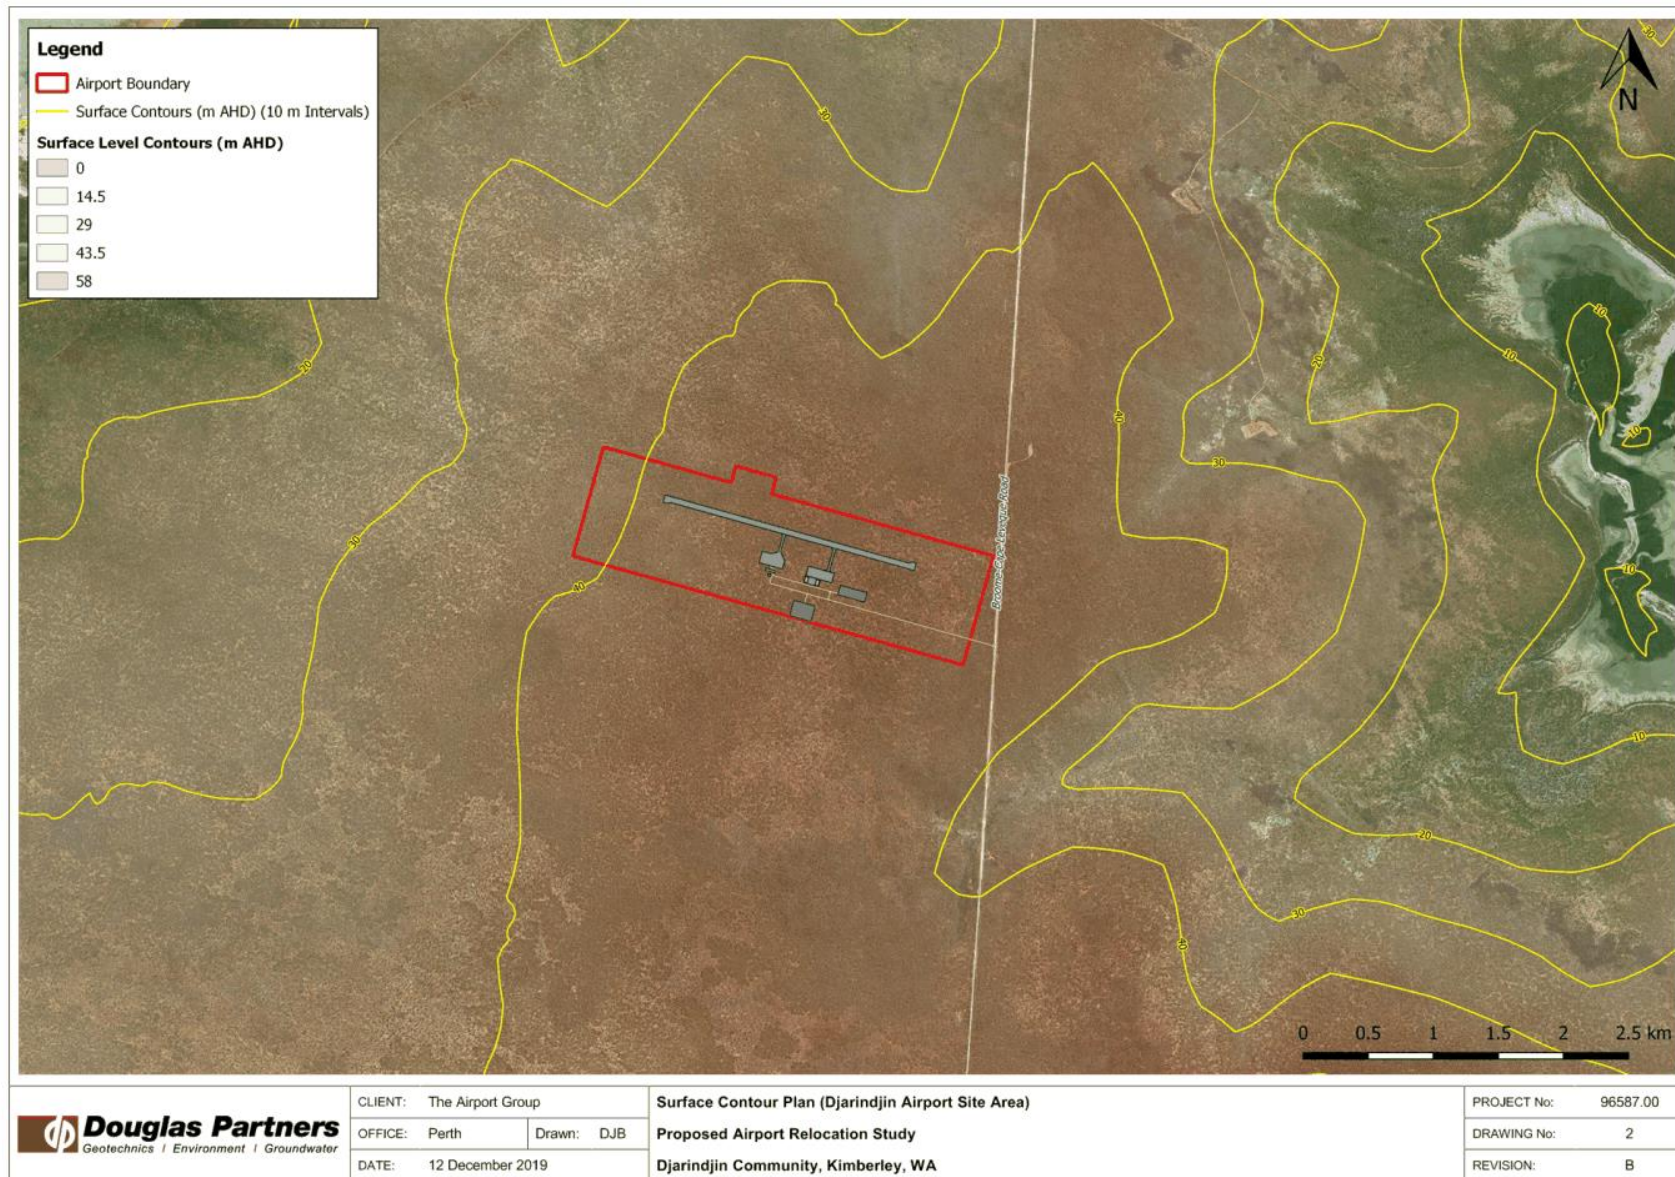 Legend
Airport Boundary
Surface Contours (m AHD) (10 m Intervals)
Surface Level Contours (m AHD)
0
14.5
29
43.5
58
N
30
30
20
10
10
20
40
10
30
Broome-Cape Leveque Road
30
10
40
10
20
30
40
0 0.5 1 1.5 2 2.5 km
Douglas Partners
Geotechnics | Environment | Groundwater
CLIENT: The Airport Group
OFFICE: Perth Drawn: DJB
DATE: 12 December 2019
Surface Contour Plan (Djarindjin Airport Site Area)
Proposed Airport Relocation Study
Djarindjin Community, Kimberley, WA
PROJECT No: 96587.00
DRAWING No: 2
REVISION: B